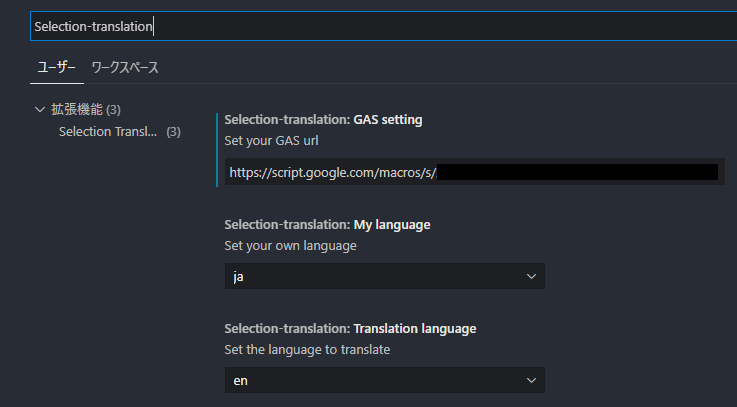 Selection-translation
ユーザー ワークスペース
拡張機能 (3)
Selection Transl... (3)
Selection-translation: GAS setting
Set your GAS url
https://script.google.com/macros/s/
Selection-translation: My language
Set your own language
ja
Selection-translation: Translation language
Set the language to translate
en